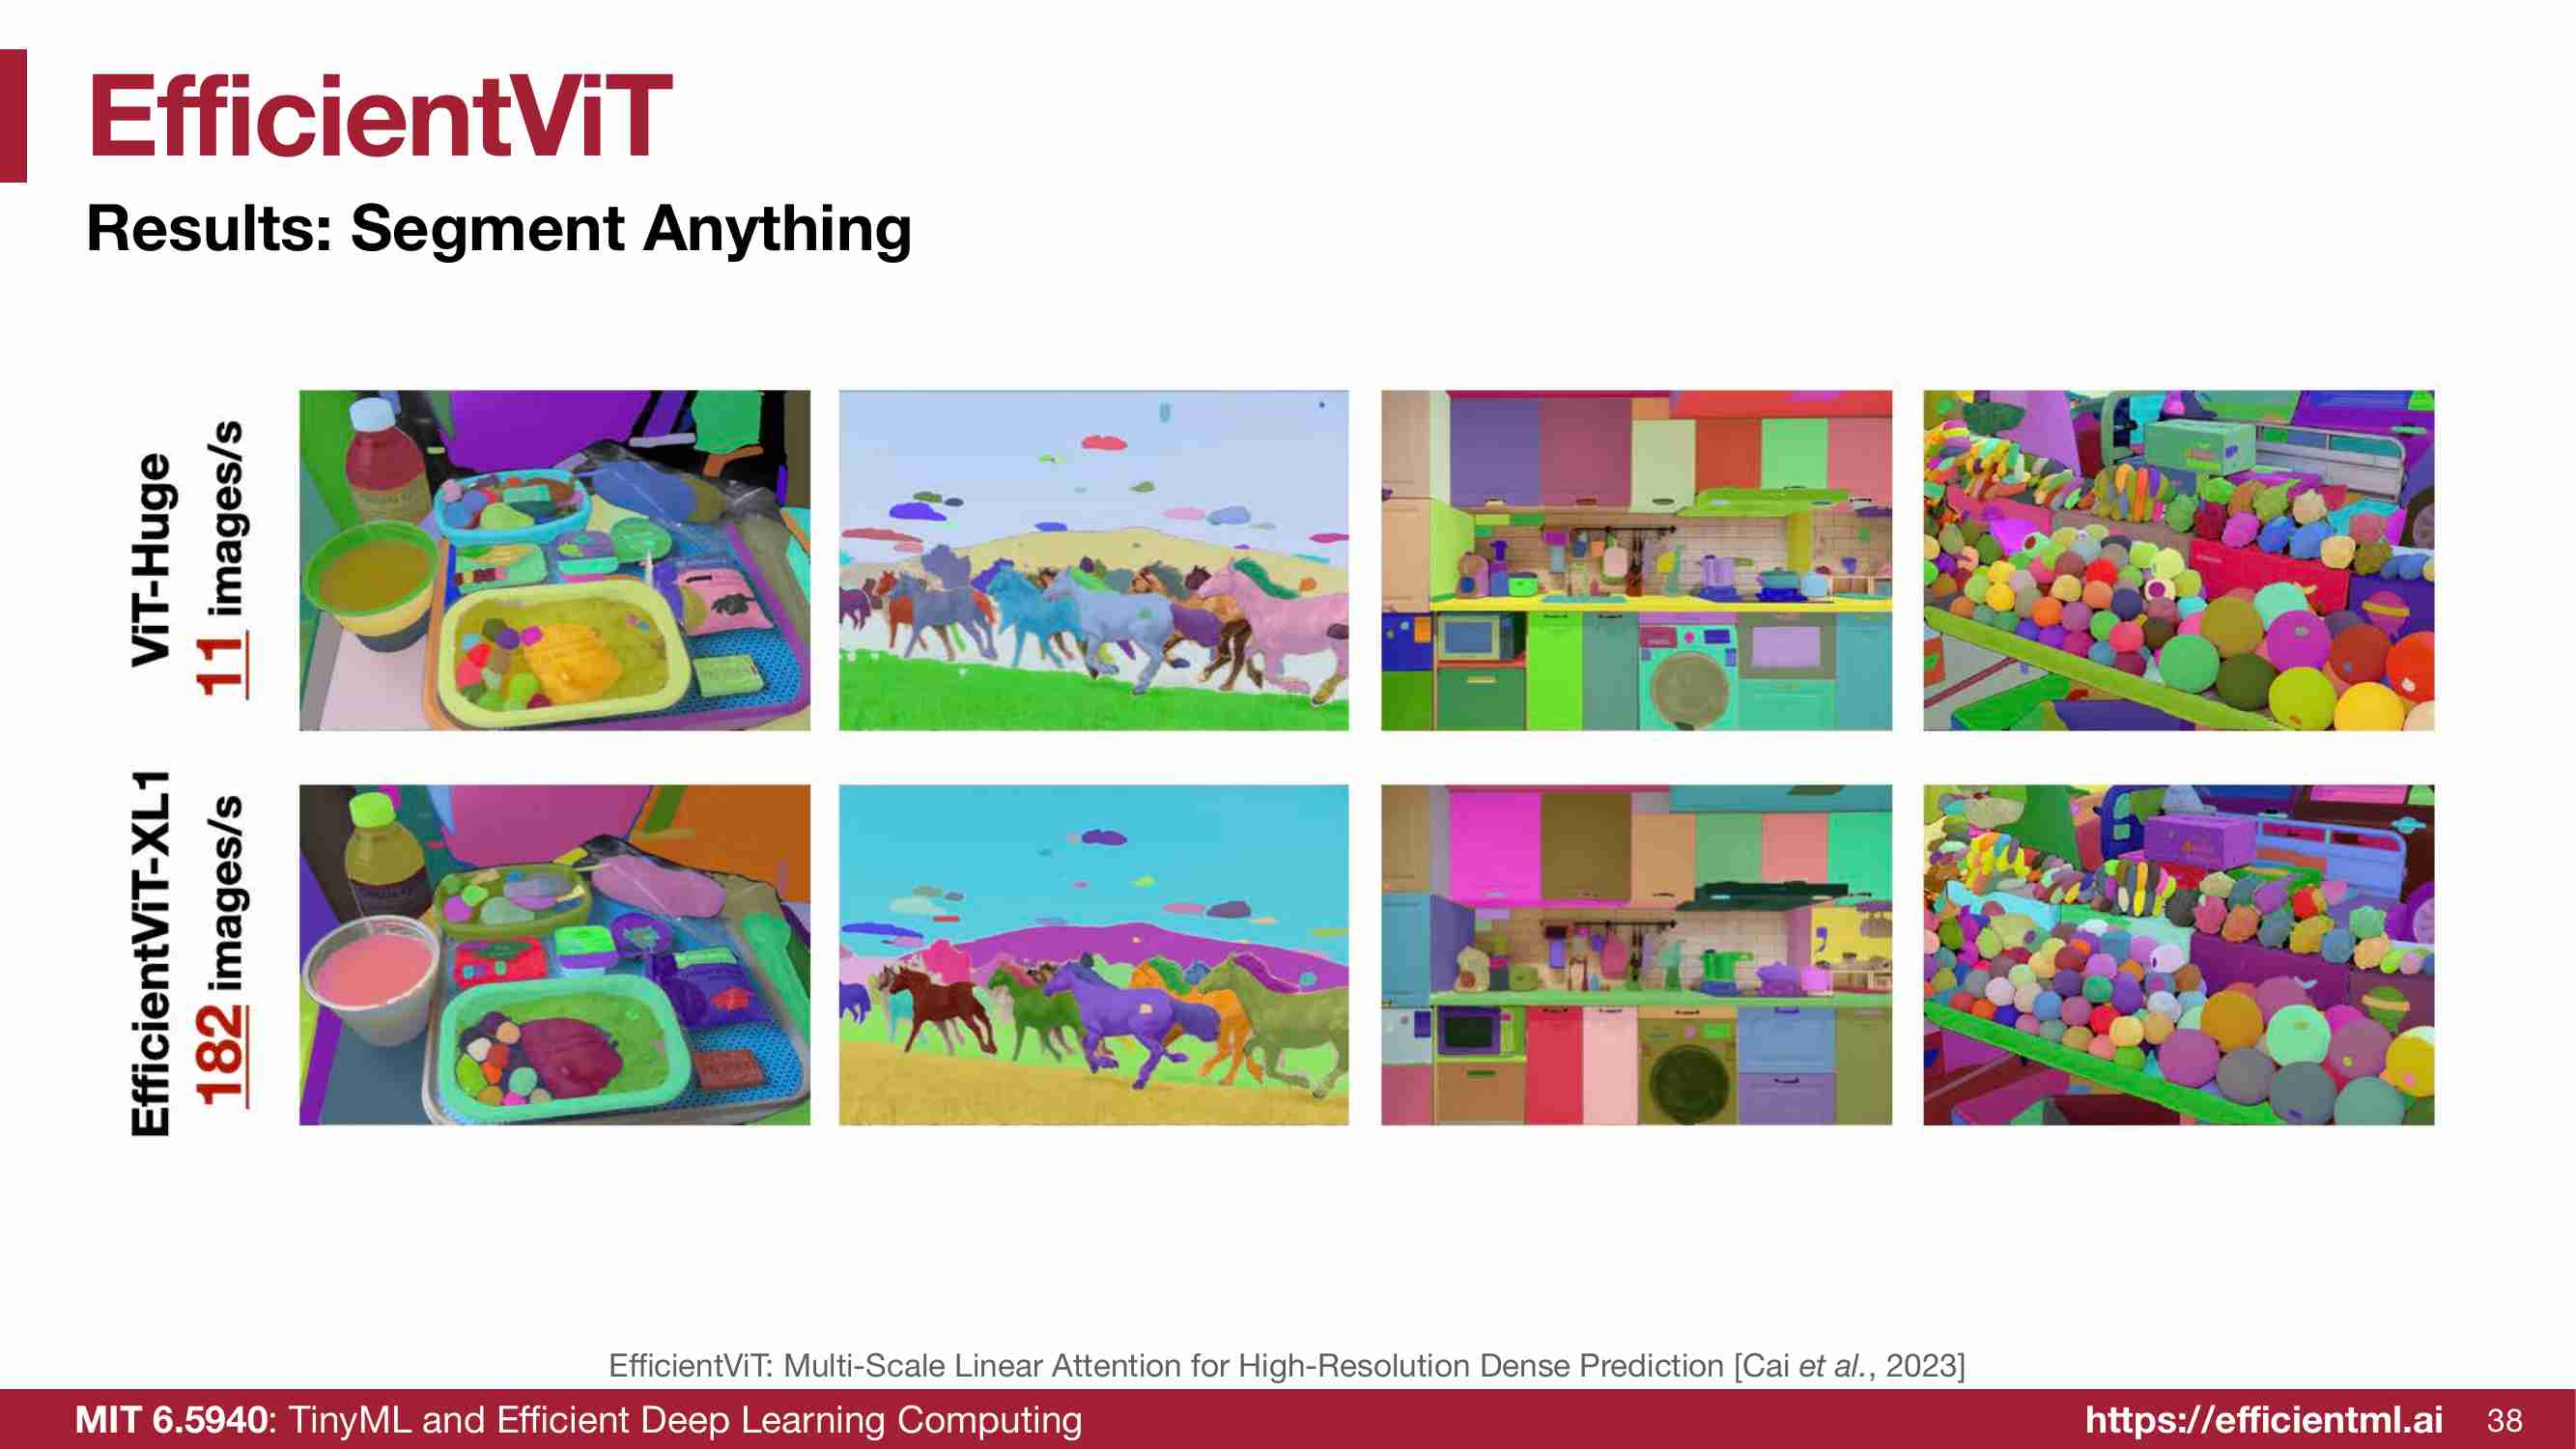 EfficientViT
Results: Segment Anything
ViT-Huge
11 images/s
EfficientViT-XL1
182 images/s
EfficientViT: Multi-Scale Linear Attention for High-Resolution Dense Prediction [Cai et al., 2023]
MIT 6.5940: TinyML and Efficient Deep Learning Computing
https://efficientml.ai
38